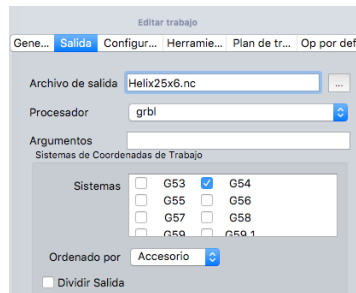 Editar trabajo
Gene... Salida Configur... Herramie... Plan de tr... Op por def
Archivo de salida Helix25x6.nc ...
Procesador grbl
Argumentos
Sistemas de Coordenadas de Trabajo
Sistemas G53 G54
G55 G56
G57 G58
G59 G59.1
Ordenado por Accesorio
Dividir Salida